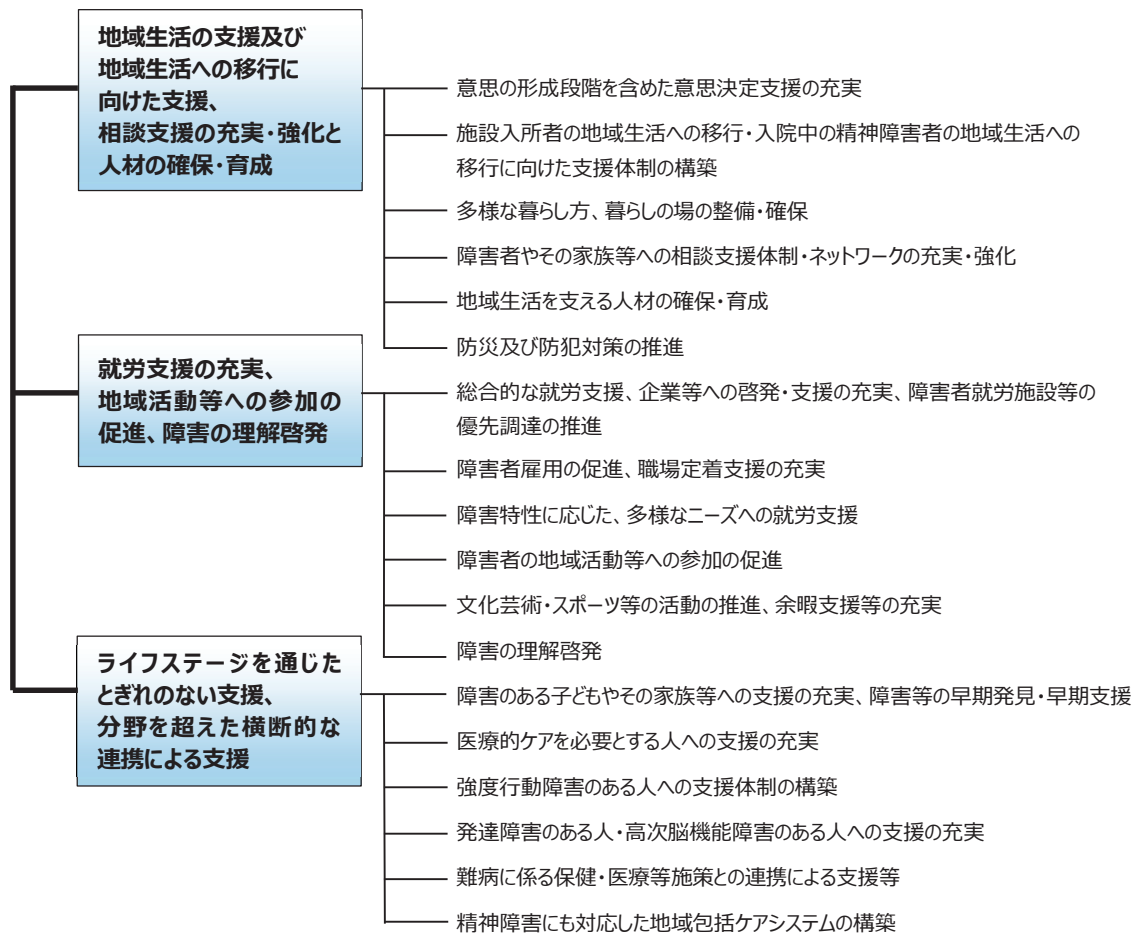 地域生活の支援及び
地域生活への移行に
向けた支援、
相談支援の充実・強化と
人材の確保・育成
意思の形成段階を含めた意思決定支援の充実
施設入所者の地域生活への移行・入院中の精神障害者の地域生活への
移行に向けた支援体制の構築
多様な暮らし方、暮らしの場の整備・確保
障害者やその家族等への相談支援体制・ネットワークの充実・強化
地域生活を支える人材の確保・育成
防災及び防犯対策の推進
就労支援の充実、
地域活動等への参加の
促進、障害の理解啓発
総合的な就労支援、企業等への啓発・支援の充実、障害者就労施設等の
優先調達の推進
障害者雇用の促進、職場定着支援の充実
障害特性に応じた、多様なニーズへの就労支援
障害者の地域活動等への参加の促進
文化芸術・スポーツ等の活動の推進、余暇支援等の充実
障害の理解啓発
ライフステージを通じた
とぎれのない支援、
分野を超えた横断的な
連携による支援
障害のある子どもやその家族等への支援の充実、障害等の早期発見・早期支援
医療的ケアを必要とする人への支援の充実
強度行動障害のある人への支援体制の構築
発達障害のある人・高次脳機能障害のある人への支援の充実
難病に係る保健・医療等施策との連携による支援等
精神障害にも対応した地域包括ケアシステムの構築